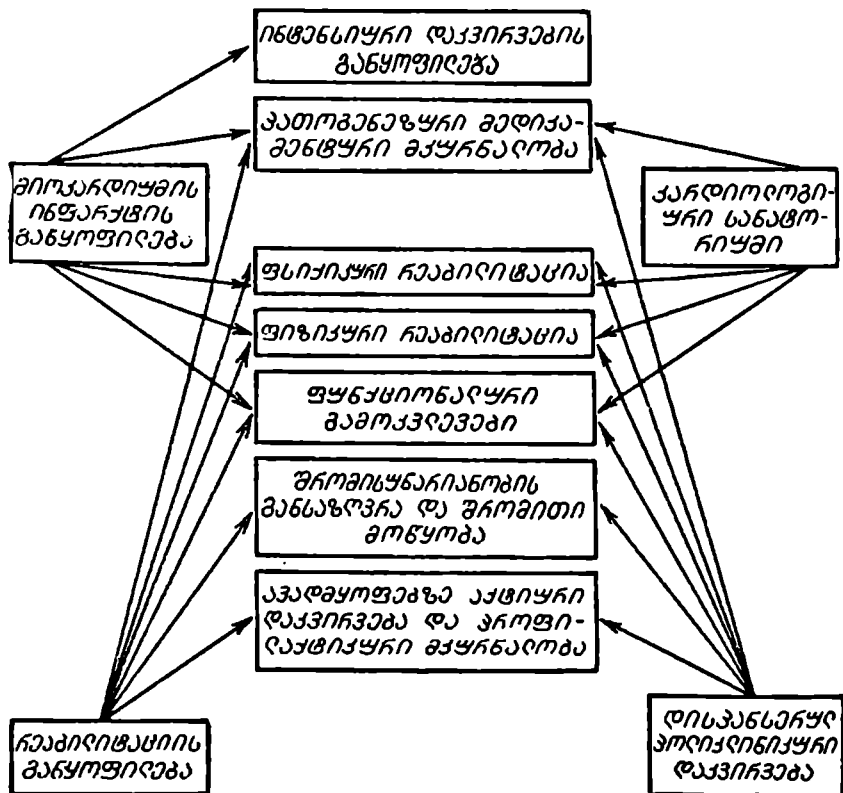 ინტენსიური დაკვირვების
განყოფილება
პათოგენეზური მედიკა-
მენტური მკურნალობა
მიოკარდიუმის
ინფარქტის
განყოფილება
კარდიოლოგი-
ური სანატო-
რიუმი
ფსიქიკური რეაბილიტაცია
ფიზიკური რეაბილიტაცია
ფუნქციონალური
გამოკვლევები
შრომისუნარიანობის
განსაზღვრა და შრომითი
მოწყობა
ავადმყოფებზე აქტიური
დაკვირვება და პროფი-
ლაქტიკური მკურნალობა
რეაბილიტაციის
განყოფილება
დისპანსერულ
პოლიკლინიკური
დაკვირვება